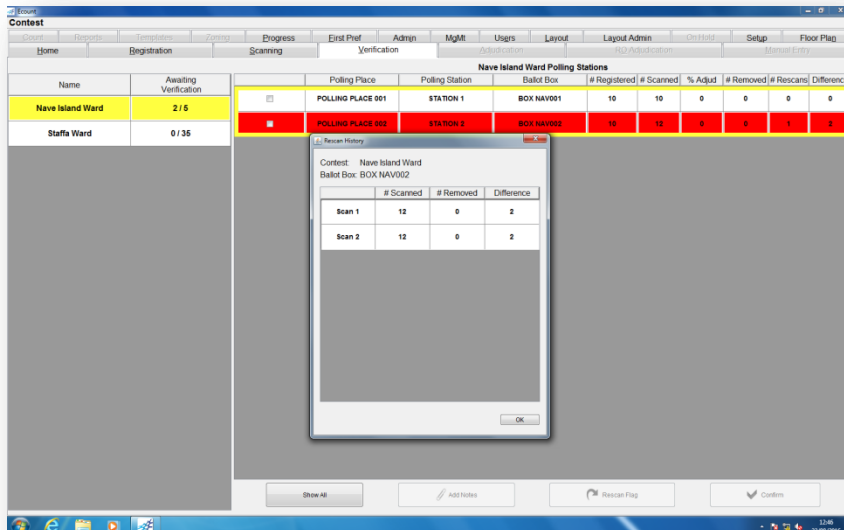 Ecount
Contest
Count Reports Templates Zoning Progress First Pref Admin MgMt Users Layout Layout Admin On Hold Setup Floor Plan
Home Registration Scanning Verification Adjudication RO Adjudication Manual Entry
Name Awaiting Verification
Nave Island Ward 2 / 5
Staffa Ward 0 / 35
Nave Island Ward Polling Stations
Polling Place Polling Station Ballot Box # Registered # Scanned % Adjud # Removed # Rescans Differenc
POLLING PLACE 001 STATION 1 BOX NAV001 10 10 0 0 0 0
POLLING PLACE 002 STATION 2 BOX NAV002 10 12 0 0 1 2
Rescan History
Contest: Nave Island Ward
Ballot Box: BOX NAV002
# Scanned # Removed Difference
Scan 1 12 0 2
Scan 2 12 0 2
OK
Show All Add Notes Rescan Flag Confirm
12:46